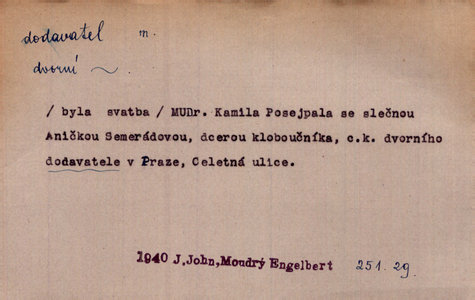 dodavatel m.
dvorní ~.
/ byla svatba / MUDr. Kamila Posejpala se slečnou
Aničkou Semerádovou, dcerou kloboučníka, c.k. dvorního
dodavatele v Praze, Celetná ulice.
1940 J.John,Moudrý Engelbert 251. 29.